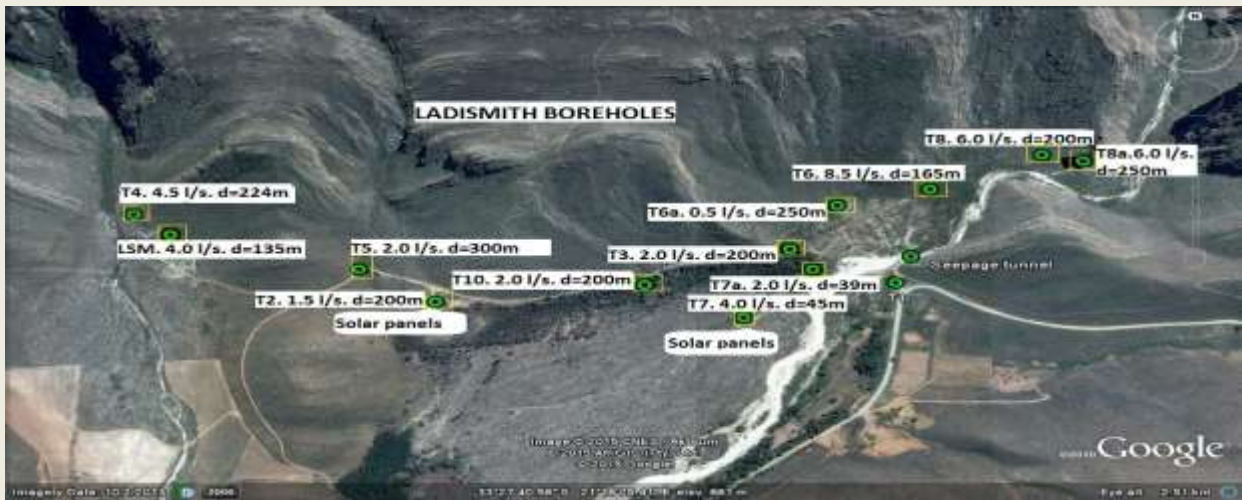 LADISMITH BOREHOLES
T8. 6.0 l/s. d=200m
T8a.6.0 l/s.
d=250m
T6. 8.5 l/s. d=165m
T4. 4.5 l/s. d=224m
T6a. 0.5 l/s. d=250m
LSM. 4.0 l/s. d=135m
T5. 2.0 l/s. d=300m
T3. 2.0 l/s. d=200m
Seepage tunnel
T10. 2.0 l/s. d=200m
T7a. 2.0 l/s. d=39m
T2. 1.5 l/s. d=200m
T7. 4.0 l/s. d=45m
Solar panels
Solar panels
Google